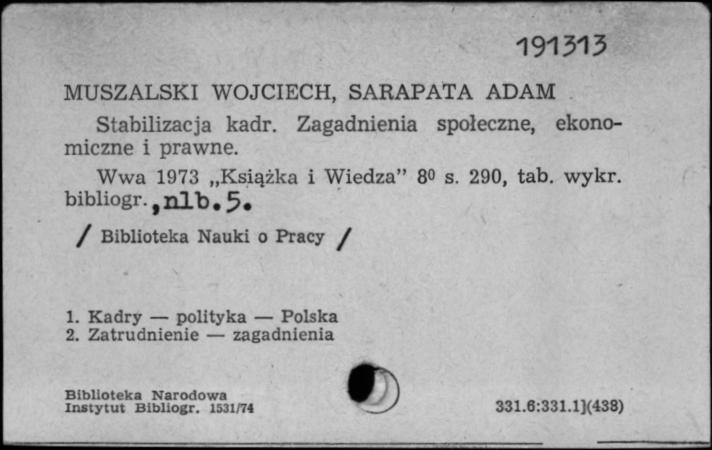 191313
MUSZALSKI WOJCIECH, SARAPATA ADAM
Stabilizacja kadr. Zagadnienia społeczne, ekono-
miczne i prawne.
Wwa 1973 „Książka i Wiedza” 8⁰ s. 290, tab. wykr.
bibliogr., nlb. 5.
/ Biblioteka Nauki o Pracy /
1. Kadry — polityka — Polska
2. Zatrudnienie — zagadnienia
Biblioteka Narodowa
Instytut Bibliogr. 1531/74
331.6:331.1](438)